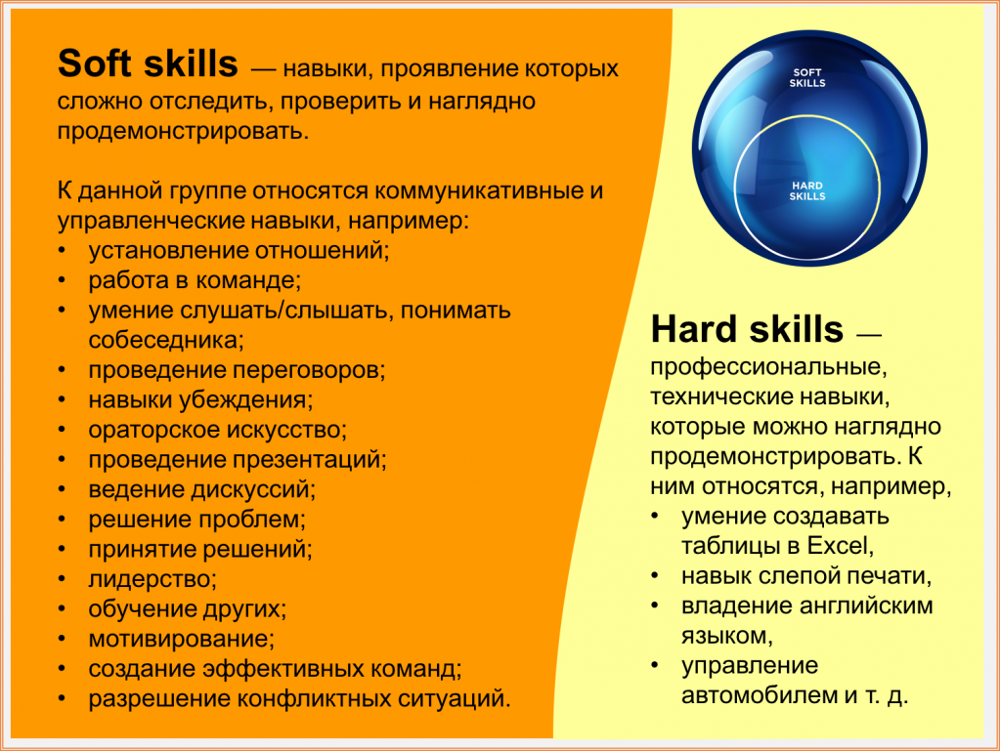 Soft skills — навыки, проявление которых
сложно отследить, проверить и наглядно
продемонстрировать.
К данной группе относятся коммуникативные и
управленческие навыки, например:
• установление отношений;
• работа в команде;
• умение слушать/слышать, понимать
собеседника;
• проведение переговоров;
• навыки убеждения;
• ораторское искусство;
• проведение презентаций;
• ведение дискуссий;
• решение проблем;
• принятие решений;
• лидерство;
• обучение других;
• мотивирование;
• создание эффективных команд;
• разрешение конфликтных ситуаций.
SOFT
SKILLS
HARD
SKILLS
Hard skills —
профессиональные,
технические навыки,
которые можно наглядно
продемонстрировать. К
ним относятся, например,
• умение создавать
таблицы в Excel,
• навык слепой печати,
• владение английским
языком,
• управление
автомобилем и т. д.